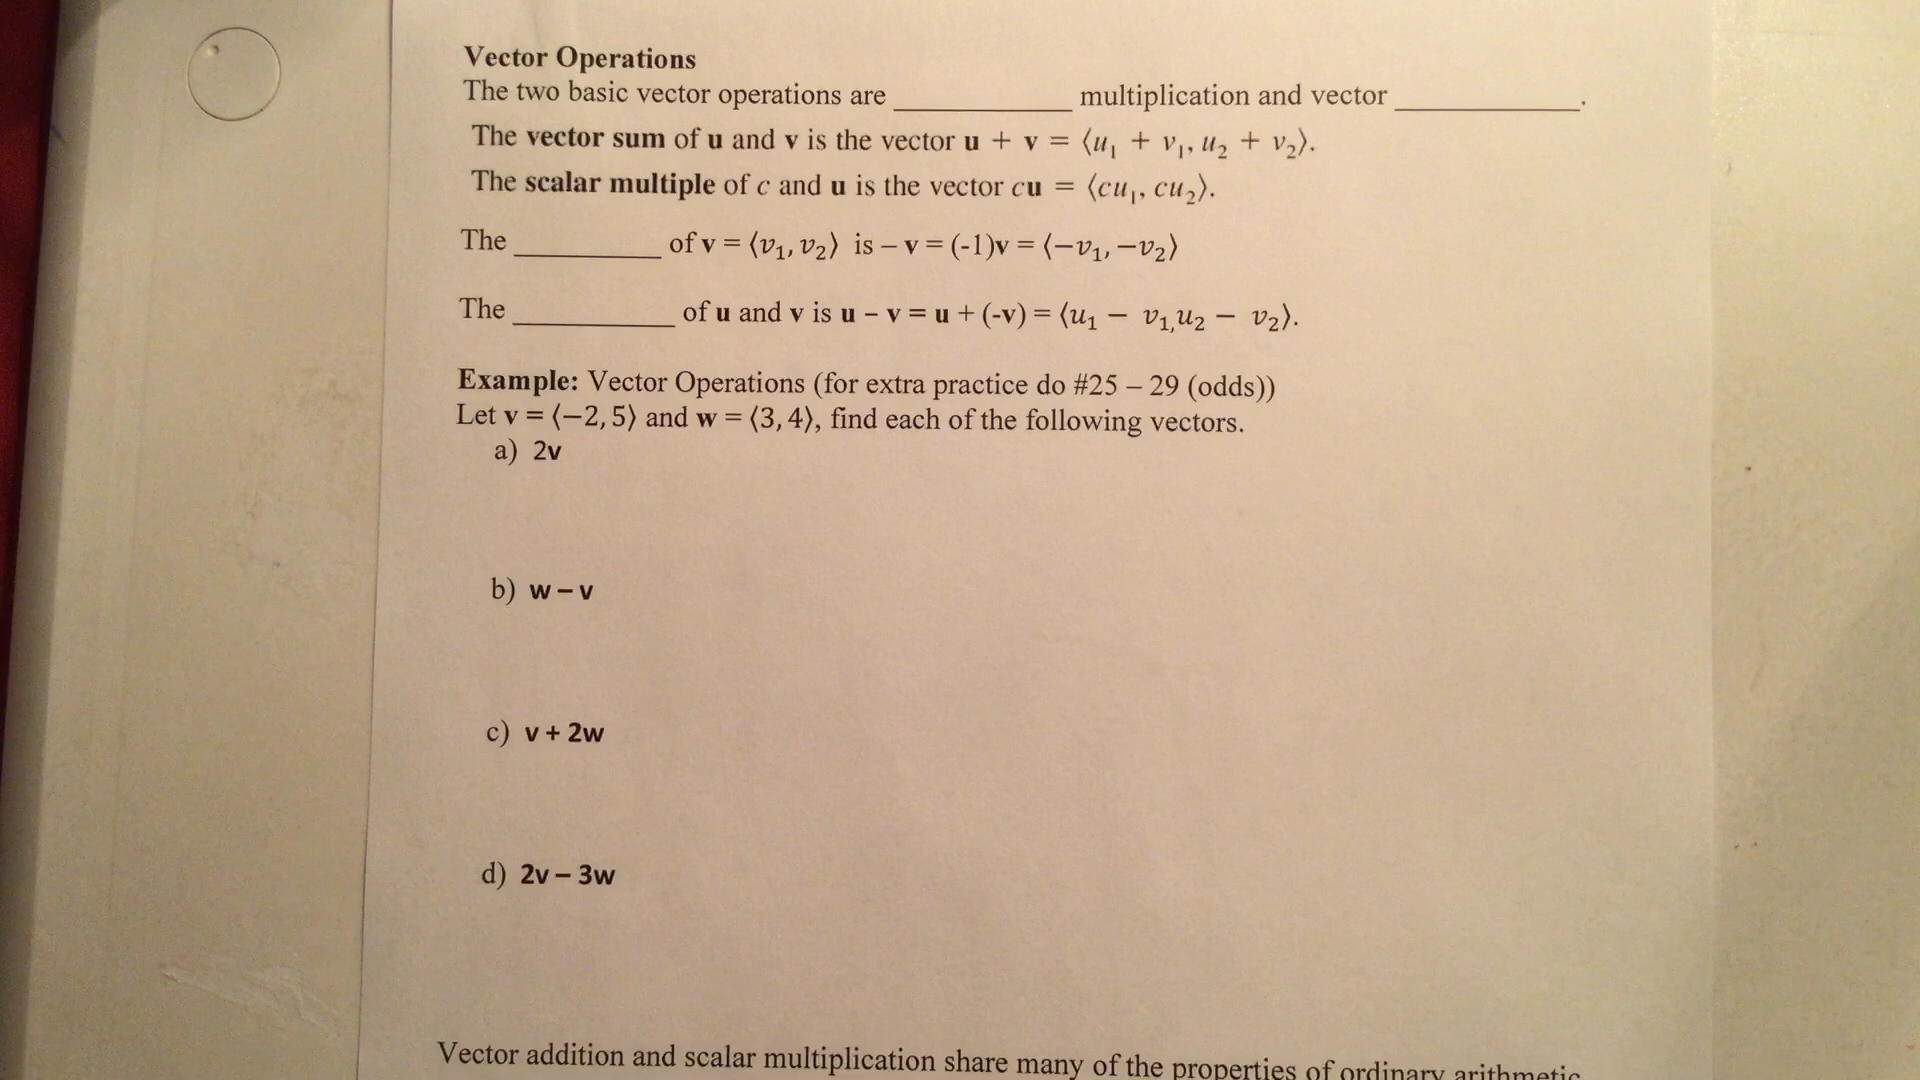 Vector Operations
The two basic vector operations are ____________ multiplication and vector ____________.
The vector sum of u and v is the vector u + v = ⟨u₁ + v₁, u₂ + v₂⟩.
The scalar multiple of c and u is the vector cu = ⟨cu₁, cu₂⟩.
The __________ of v = ⟨v₁, v₂⟩ is – v = (-1)v = ⟨−v₁, −v₂⟩
The ___________ of u and v is u – v = u + (-v) = ⟨u₁ − v₁,u₂ − v₂⟩.
Example: Vector Operations (for extra practice do #25 – 29 (odds))
Let v = ⟨−2, 5⟩ and w = ⟨3, 4⟩, find each of the following vectors.
a) 2v
b) w – v
c) v + 2w
d) 2v – 3w
Vector addition and scalar multiplication share many of the properties of ordinary arithmetic